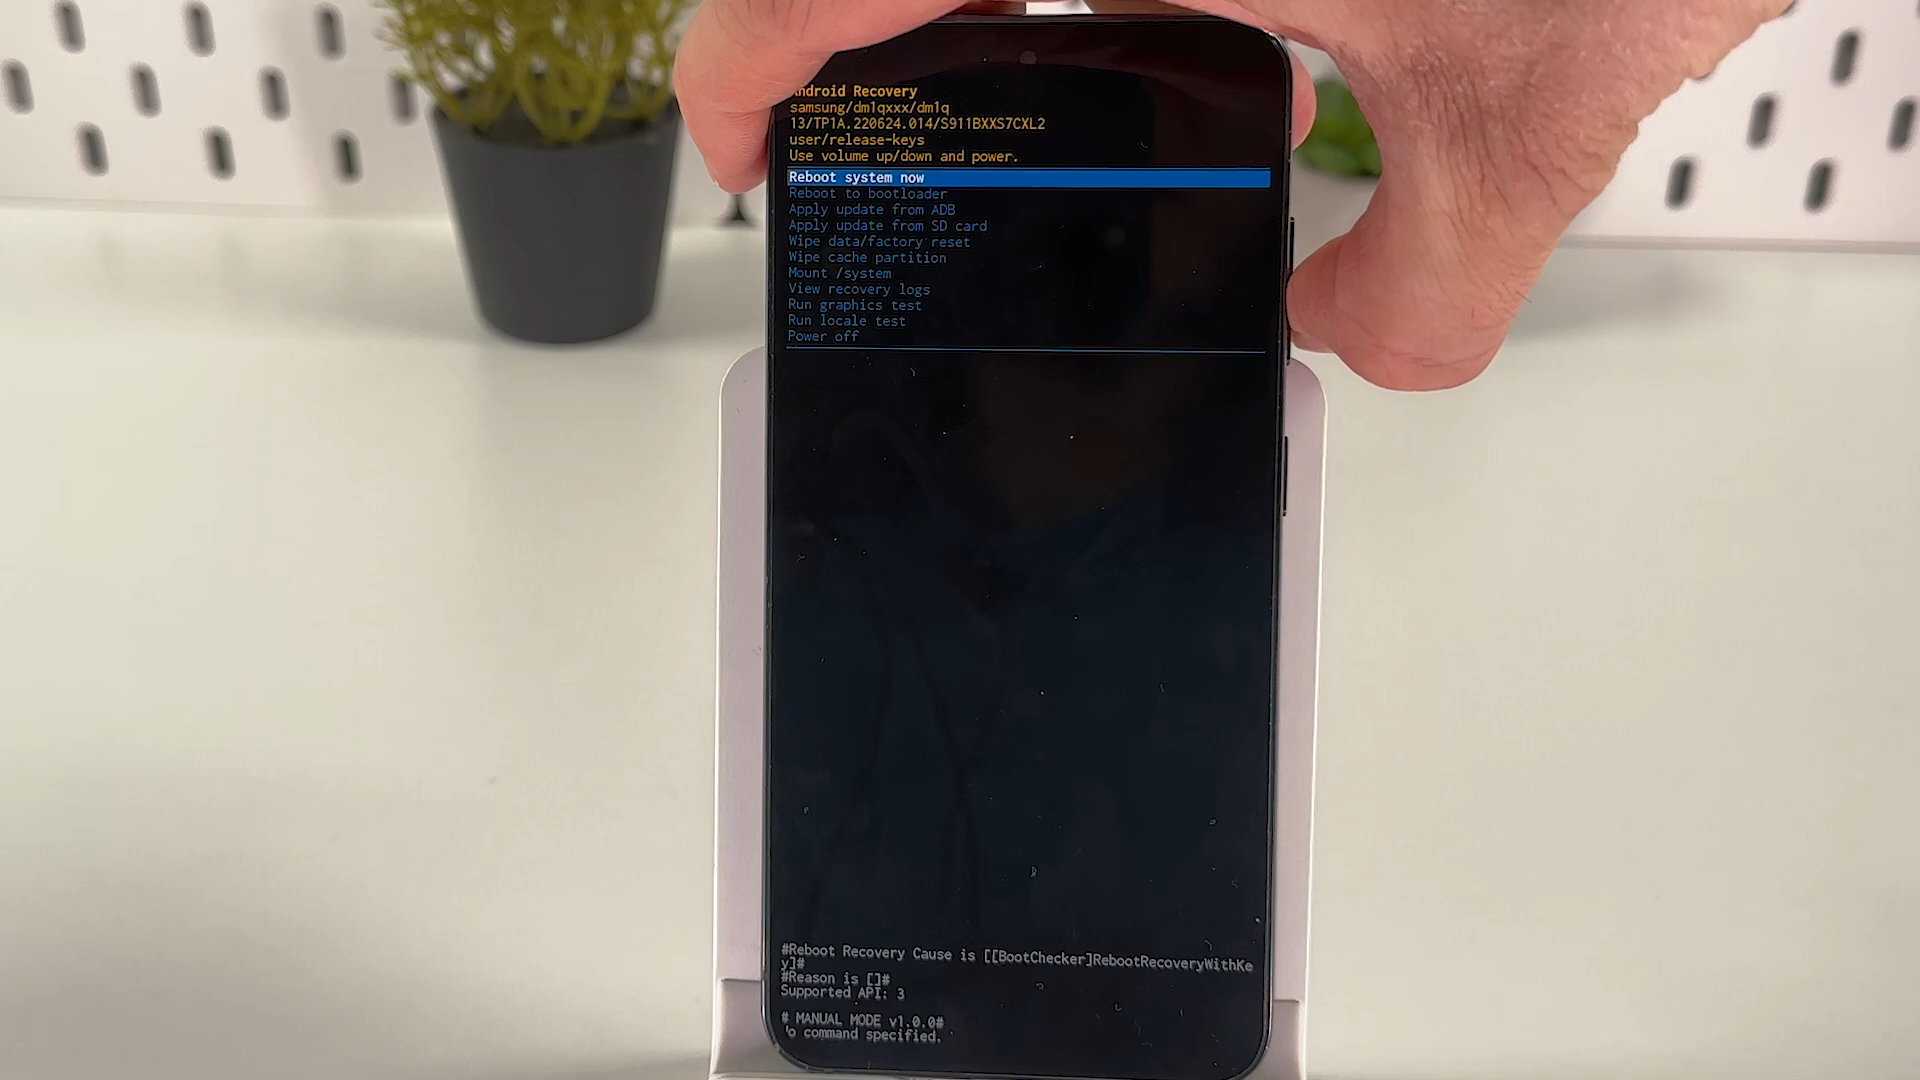 Android Recovery
samsung/dm1qxxx/dm1q
13/TP1A.220624.014/S911BXXS7CXL2
user/release-keys
Use volume up/down and power.
Reboot system now
Reboot to bootloader
Apply update from ADB
Apply update from SD card
Wipe data/factory reset
Wipe cache partition
Mount /system
View recovery logs
Run graphics test
Run locale test
Power off
#Reboot Recovery Cause is [[BootChecker]RebootRecoveryWithKe
y]#
#Reason is []#
Supported API: 3
# MANUAL MODE v1.0.0#
o command specified.